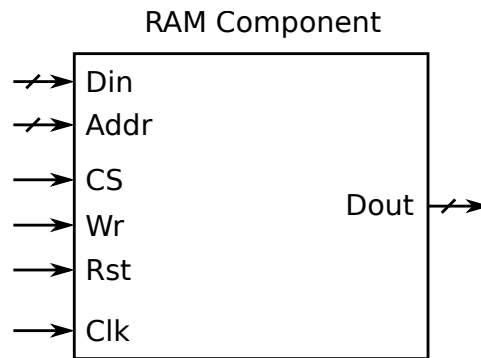 RAM Component
Din
Addr
CS
Wr
Dout
Rst
Clk